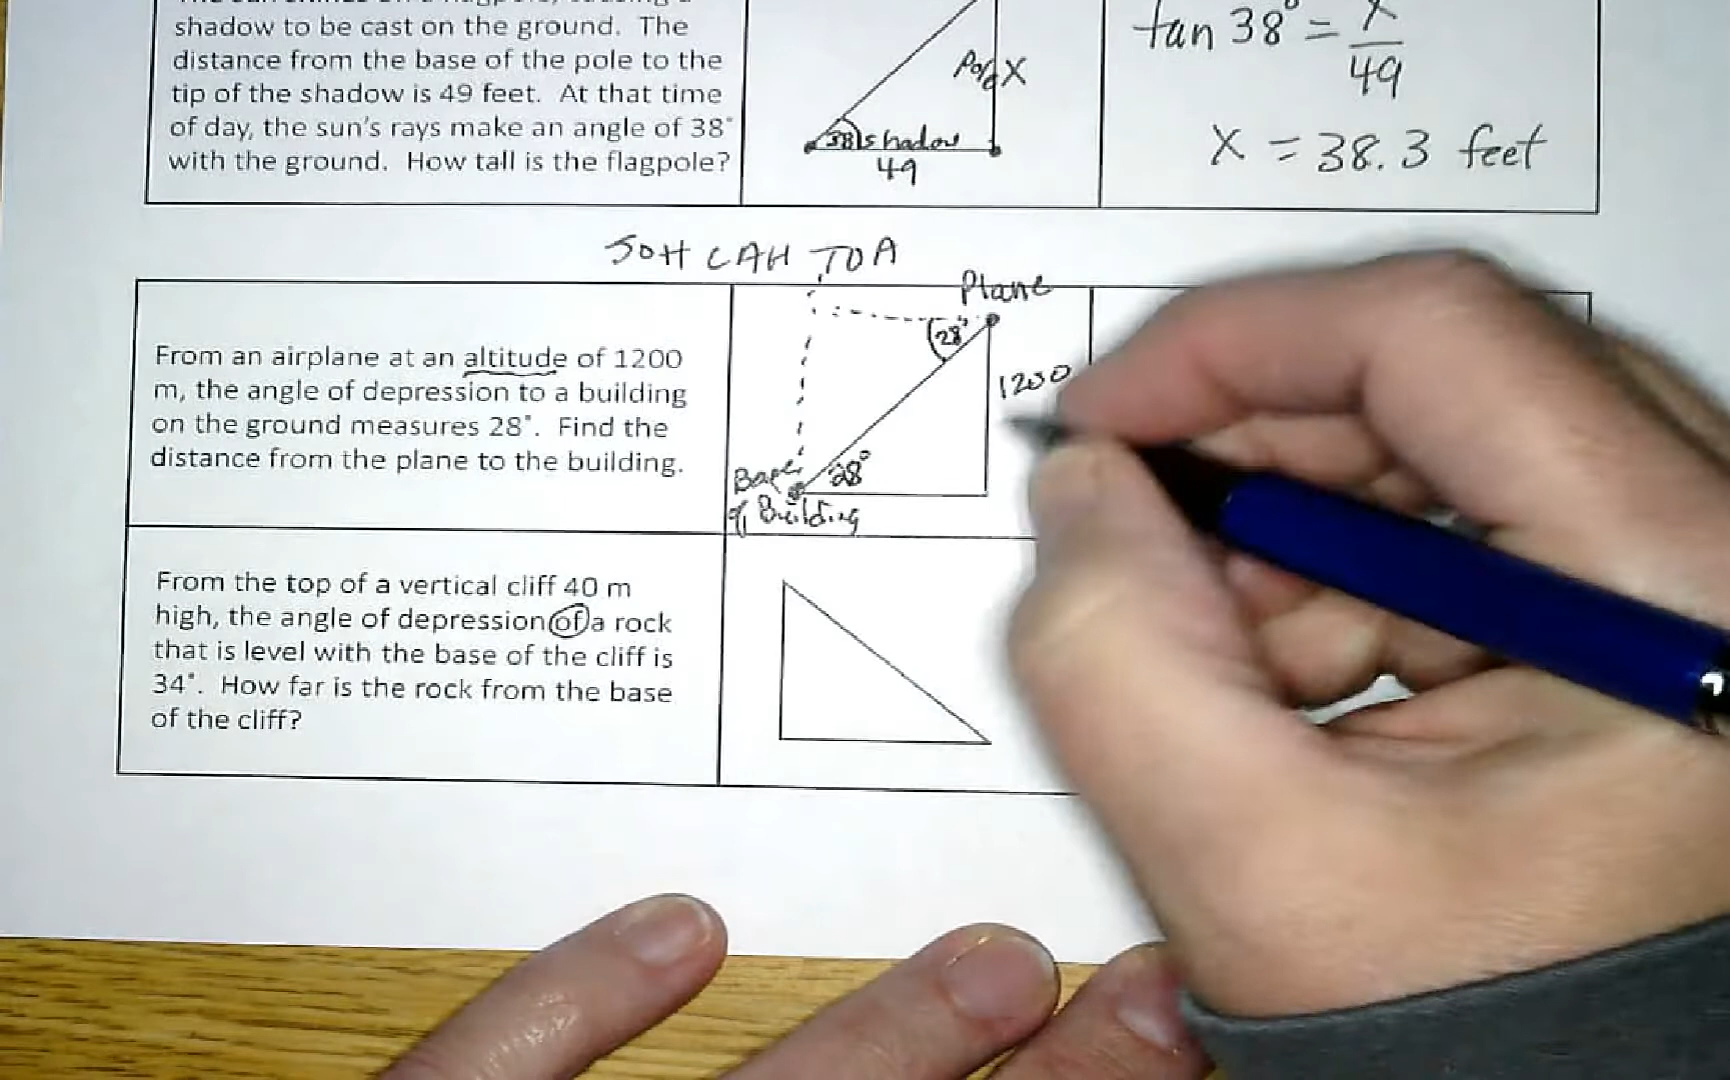 shadow to be cast on the ground. The
distance from the base of the pole to the
tip of the shadow is 49 feet. At that time
of day, the sun's rays make an angle of 38°
with the ground. How tall is the flagpole?
Pole X
38 shadow
49
tan 38° = x/49
X = 38.3 feet
SOH CAH TOA
From an airplane at an altitude of 1200
m, the angle of depression to a building
on the ground measures 28°. Find the
distance from the plane to the building.
Plane
28°
1200
28°
Base
of Building
From the top of a vertical cliff 40 m
high, the angle of depression of a rock
that is level with the base of the cliff is
34°. How far is the rock from the base
of the cliff?